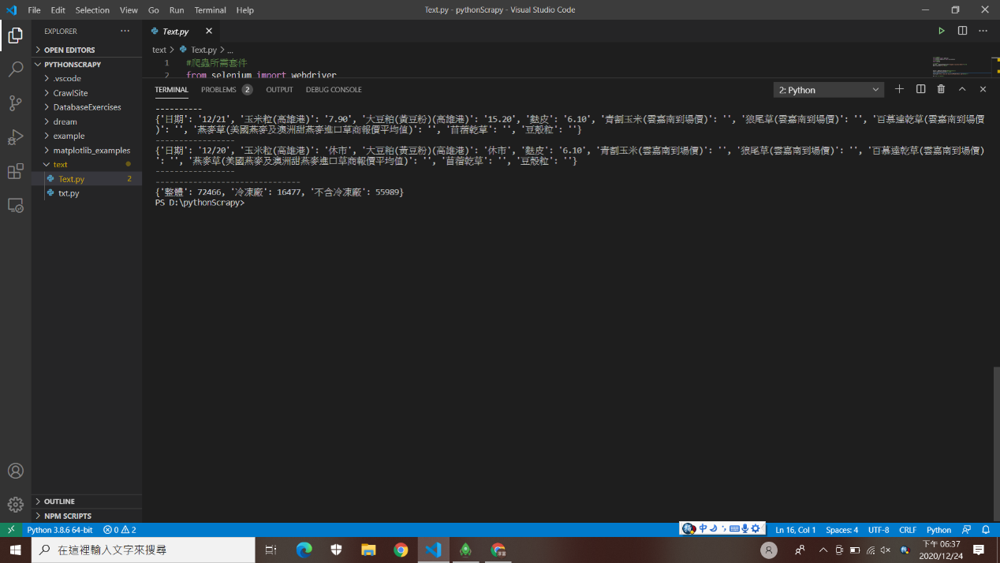 File Edit Selection View Go Run Terminal Help
Text.py - pythonScrapy - Visual Studio Code
EXPLORER
OPEN EDITORS
PYTHONSCRAPY
.vscode
CrawlSite
DatabaseExercises
dream
example
matplotlib_examples
text
Text.py 2
txt.py
OUTLINE
NPM SCRIPTS
Text.py
text > Text.py > ...
1 #爬蟲所需套件
2 from selenium import webdriver
TERMINAL PROBLEMS 2 OUTPUT DEBUG CONSOLE
2: Python
----------
{'日期': '12/21', '玉米粒(高雄港)': '7.90', '大豆粕(黃豆粉)(高雄港)': '15.20', '麩皮': '6.10', '青割玉米(雲嘉南到場價)': '', '狼尾草(雲嘉南到場價)': '', '百慕達乾草(雲嘉南到場價
)': '', '燕麥草(美國燕麥及澳洲甜燕麥進口草商報價平均值)': '', '苜蓿乾草': '', '豆殼粒': ''}
-----------------
{'日期': '12/20', '玉米粒(高雄港)': '休市', '大豆粕(黃豆粉)(高雄港)': '休市', '麩皮': '6.10', '青割玉米(雲嘉南到場價)': '', '狼尾草(雲嘉南到場價)': '', '百慕達乾草(雲嘉南到場價)
': '', '燕麥草(美國燕麥及澳洲甜燕麥進口草商報價平均值)': '', '苜蓿乾草': '', '豆殼粒': ''}
-----------------
-------------------------------
{'整體': 72466, '冷凍廠': 16477, '不含冷凍廠': 55989}
PS D:\pythonScrapy>
Python 3.8.6 64-bit 0 2
中
Ln 16, Col 1 Spaces: 4 UTF-8 CRLF Python
在這裡輸入文字來搜尋
下午 06:37
2020/12/24